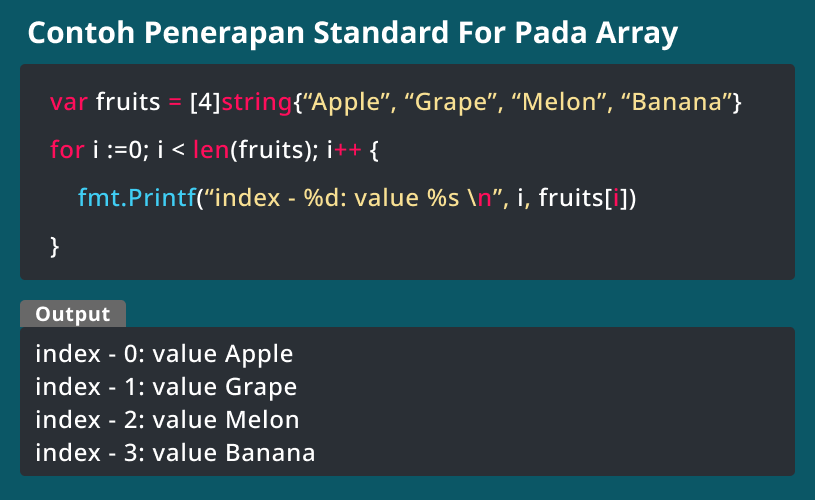 Contoh Penerapan Standard For Pada Array
var fruits = [4]string{“Apple”, “Grape”, “Melon”, “Banana”}
for i :=0; i < len(fruits); i++ {
fmt.Printf(“index - %d: value %s \n”, i, fruits[i])
}
Output
index - 0: value Apple
index - 1: value Grape
index - 2: value Melon
index - 3: value Banana